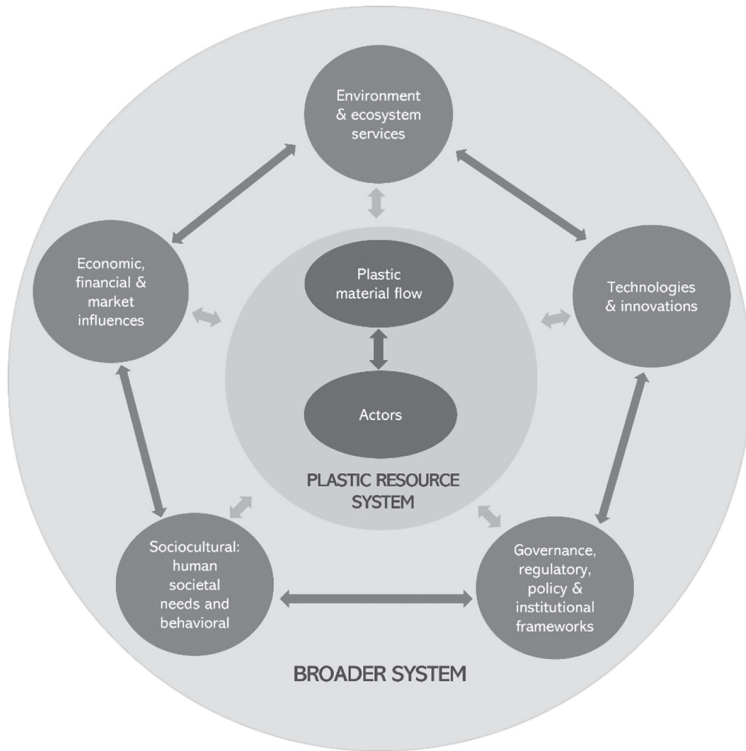 Environment
& ecosystem
services
Economic,
financial &
market
influences
Plastic
material flow
Technologies
& innovations
Actors
PLASTIC RESOURCE
SYSTEM
Sociocultural:
human
societal
needs and
behavioral
Governance,
regulatory,
policy &
institutional
frameworks
BROADER SYSTEM